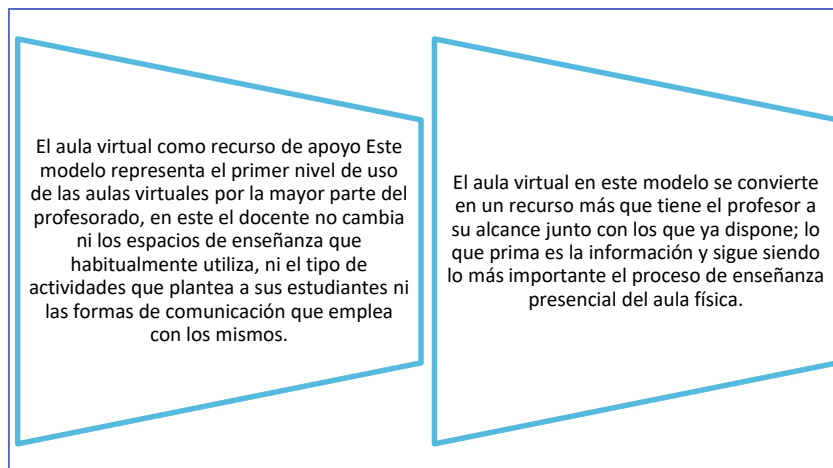 El aula virtual como recurso de apoyo Este
modelo representa el primer nivel de uso
de las aulas virtuales por la mayor parte del
profesorado, en este el docente no cambia
ni los espacios de enseñanza que
habitualmente utiliza, ni el tipo de
actividades que plantea a sus estudiantes ni
las formas de comunicación que emplea
con los mismos.
El aula virtual en este modelo se convierte
en un recurso más que tiene el profesor a
su alcance junto con los que ya dispone; lo
que prima es la información y sigue siendo
lo más importante el proceso de enseñanza
presencial del aula física.